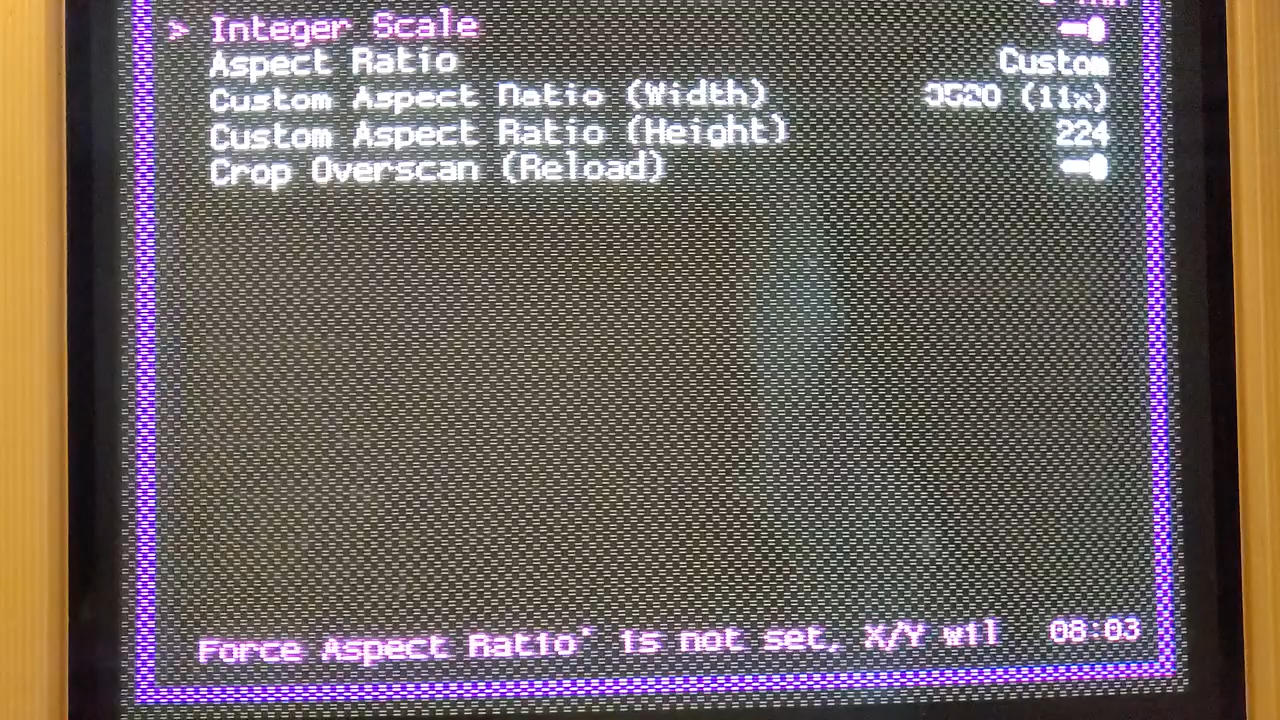 > Integer Scale
Aspect Ratio Custom
Custom Aspect Ratio (Width) 3520 (11x)
Custom Aspect Ratio (Height) 224
Crop Overscan (Reload)
Force Aspect Ratio' is not set, X/Y wil 08:03